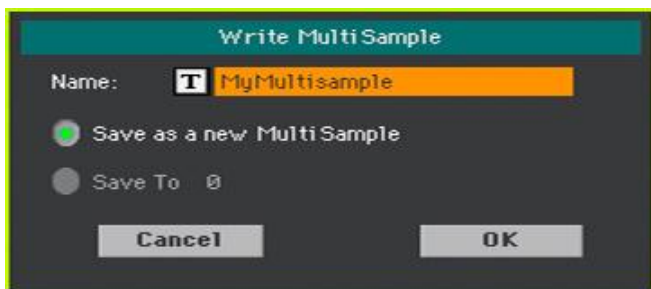 Write MultiSample
Name: T MyMultisample
Save as a new MultiSample
Save To 0
Cancel OK